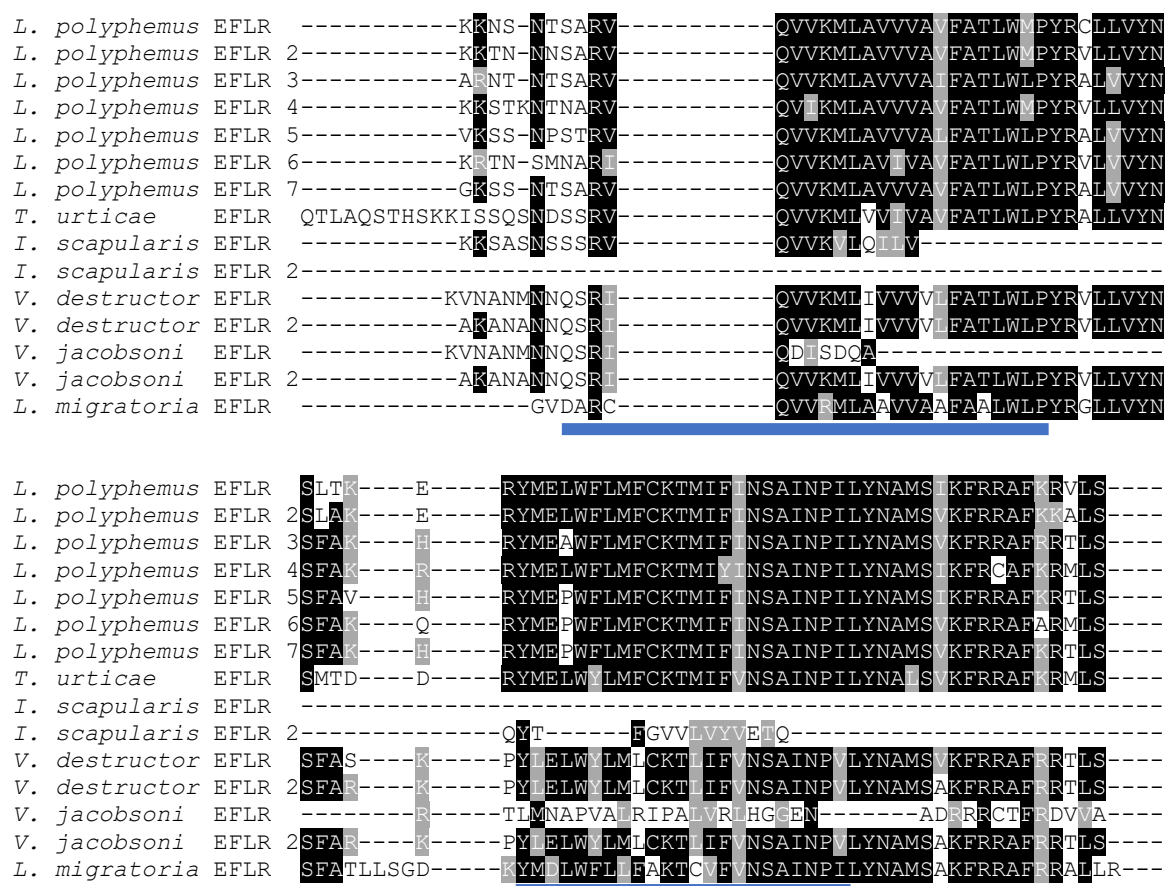 L. polyphemus EFLR -----------KKNS-NTSARV-----------QVVKMLAVVVAVFATLWMPYRCLLVYN
L. polyphemus EFLR 2-----------KKTN-NNSARV-----------QVVKMLAVVVAVFATLWMPYRVLLVYN
L. polyphemus EFLR 3-----------ARNT-NTSARV-----------QVVKMLAVVVAIFATLWLPYRALVVYN
L. polyphemus EFLR 4-----------KKSTKNTNARV-----------QVIKMLAVVVAVFATLWMPYRVLLVYN
L. polyphemus EFLR 5-----------VKSS-NPSTRV-----------QVVKMLAVVVALFATLWLPYRALVVYN
L. polyphemus EFLR 6-----------KRTN-SMNARI-----------QVVKMLAVIVAVFATLWLPYRVLVVYN
L. polyphemus EFLR 7-----------GKSS-NTSARV-----------QVVKMLAVVVAVFATLWLPYRALVVYN
T. urticae EFLR QTLAQSTHSKKISSQSNDSSRV-----------QVVKMLVVIVAVFATLWLPYRALLVYN
I. scapularis EFLR -----------KKSASNSSSRV-----------QVVKVLQILV-----------------
I. scapularis EFLR 2------------------------------------------------------------
V. destructor EFLR ----------KVNANMNNQSRI-----------QVVKMLIVVVVLFATLWLPYRVLLVYN
V. destructor EFLR 2-----------AKANANNQSRI-----------QVVKMLIVVVVLFATLWLPYRVLLVYN
V. jacobsoni EFLR ----------KVNANMNNQSRI-----------QDISDQA--------------------
V. jacobsoni EFLR 2-----------AKANANNQSRI-----------QVVKMLIVVVVLFATLWLPYRVLLVYN
L. migratoria EFLR ----------------GVDARC-----------QVVRMLAAVVAAFAALWLPYRGLLVYN
L. polyphemus EFLR SLTK----E-----RYMELWFLMFCKTMIFINSAINPILYNAMSIKFRRAFKRVLS----
L. polyphemus EFLR 2SLAK----E-----RYMELWFLMFCKTMIFINSAINPILYNAMSVKFRRAFKKALS----
L. polyphemus EFLR 3SFAK----H-----RYMEAWFLMFCKTMIFINSAINPILYNAMSVKFRRAFRRTLS----
L. polyphemus EFLR 4SFAK----R-----RYMELWFLMFCKTMIYINSAINPILYNAMSIKFRCAFKRMLS----
L. polyphemus EFLR 5SFAV----H-----RYMEPWFLMFCKTMIFINSAINPILYNAMSIKFRRAFKRTLS----
L. polyphemus EFLR 6SFAK----Q-----RYMEPWFLMFCKTMIFINSAINPILYNAMSVKFRRAFARMLS----
L. polyphemus EFLR 7SFAK----H-----RYMEPWFLMFCKTMIFINSAINPILYNAMSVKFRRAFKRTLS----
T. urticae EFLR SMTD----D-----RYMELWYLMFCKTMIFVNSAINPILYNALSVKFRRAFKRMLS----
I. scapularis EFLR ------------------------------------------------------------
I. scapularis EFLR 2--------------QYT------FGVVLVYVETQ--------------------------
V. destructor EFLR SFAS----K-----PYLELWYLMLCKTLIFVNSAINPVLYNAMSAKFRRAFRRTLS----
V. destructor EFLR 2SFAR----K-----PYLELWYLMLCKTLIFVNSAINPVLYNAMSAKFRRAFRRTLS----
V. jacobsoni EFLR --------R-----TLMNAPVALRIPALVRLHGGEN-------ADRRRCTFRDVVA----
V. jacobsoni EFLR 2SFAR----K-----PYLELWYLMLCKTLIFVNSAINPVLYNAMSAKFRRAFRRTLS----
L. migratoria EFLR SFATLLSGD-----KYMDLWFLLFAKTCVFVNSAINPILYNAMSAKFRRAFRRALLR---